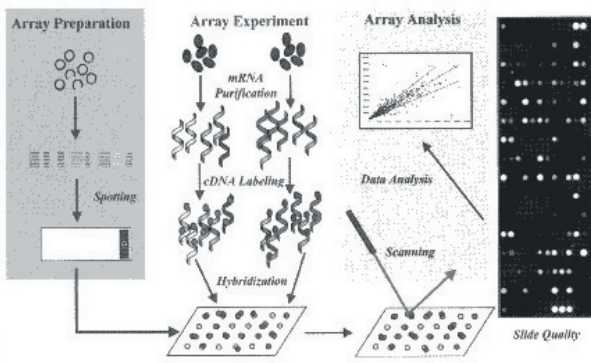 Array Preparation
Spotting
Array Experiment
mRNA
Purification
cDNA Labeling
Hybridization
Array Analysis
Data Analysis
Scanning
Slide Quality